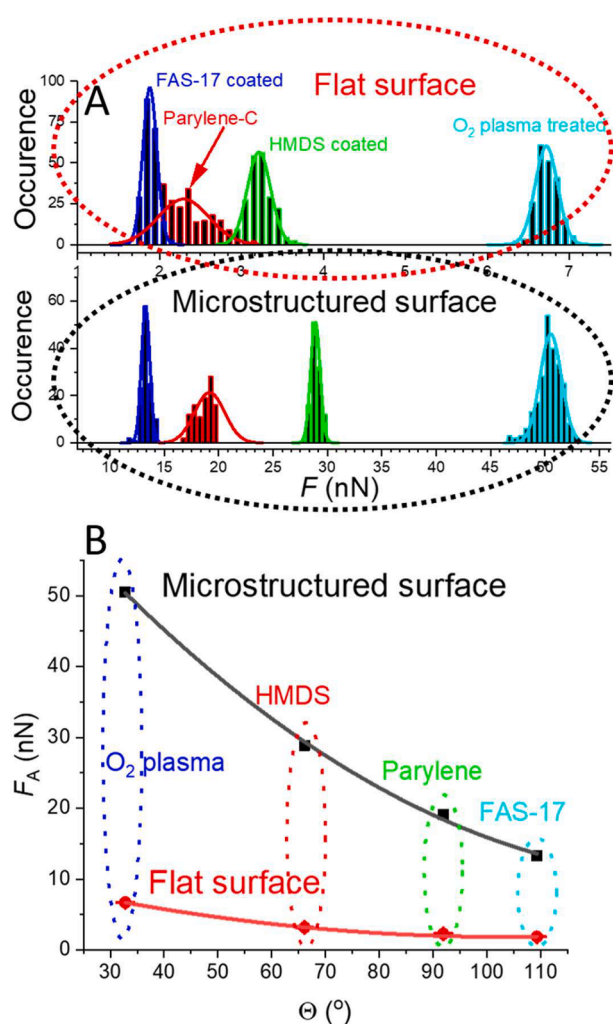 A
FAS-17 coated
Flat surface
Parylene-C
HMDS coated
O₂ plasma treated
Occurence
100
75
50
25
0
1 2 3 4 5 6 7
Microstructured surface
Occurence
60
40
20
0
10 15 20 25 30 35 40 45 50 55
F (nN)
B
Microstructured surface
HMDS
O₂ plasma
Parylene
FAS-17
Flat surface
F_A (nN)
50
40
30
20
10
0
30 40 50 60 70 80 90 100 110
Θ (°)